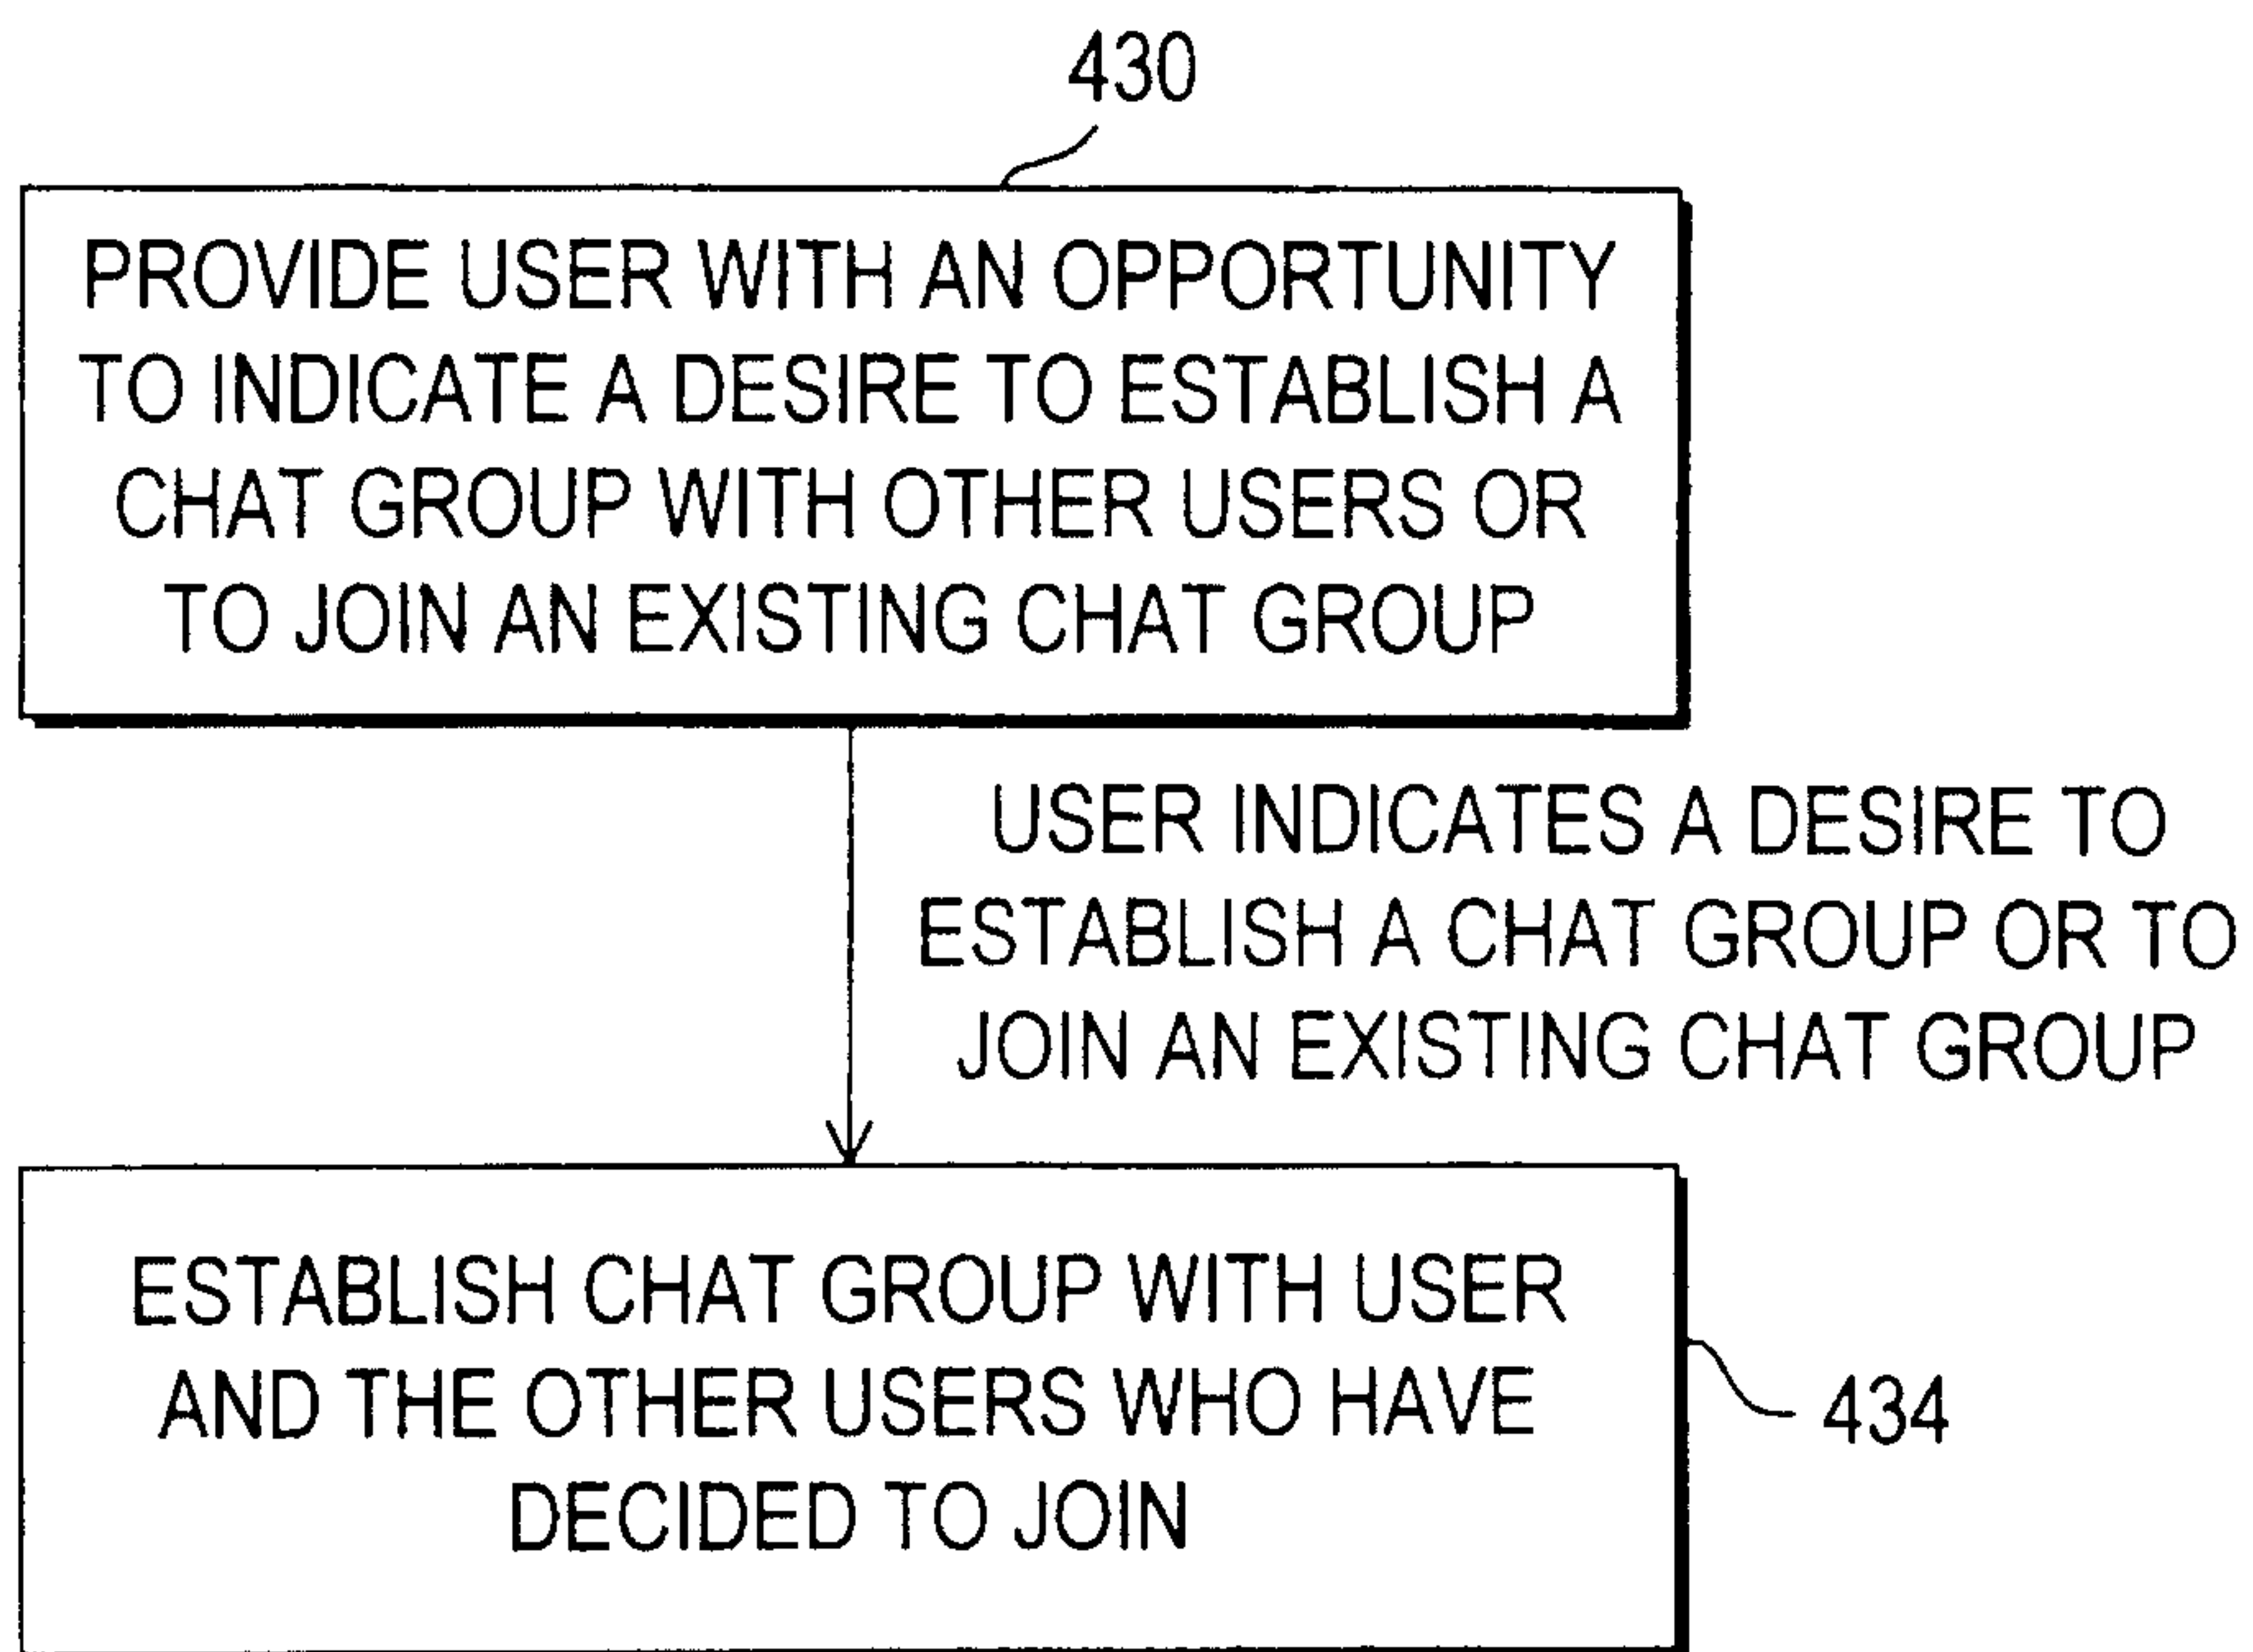 430
PROVIDE USER WITH AN OPPORTUNITY
TO INDICATE A DESIRE TO ESTABLISH A
CHAT GROUP WITH OTHER USERS OR
TO JOIN AN EXISTING CHAT GROUP
USER INDICATES A DESIRE TO
ESTABLISH A CHAT GROUP OR TO
JOIN AN EXISTING CHAT GROUP
ESTABLISH CHAT GROUP WITH USER
AND THE OTHER USERS WHO HAVE
DECIDED TO JOIN
434